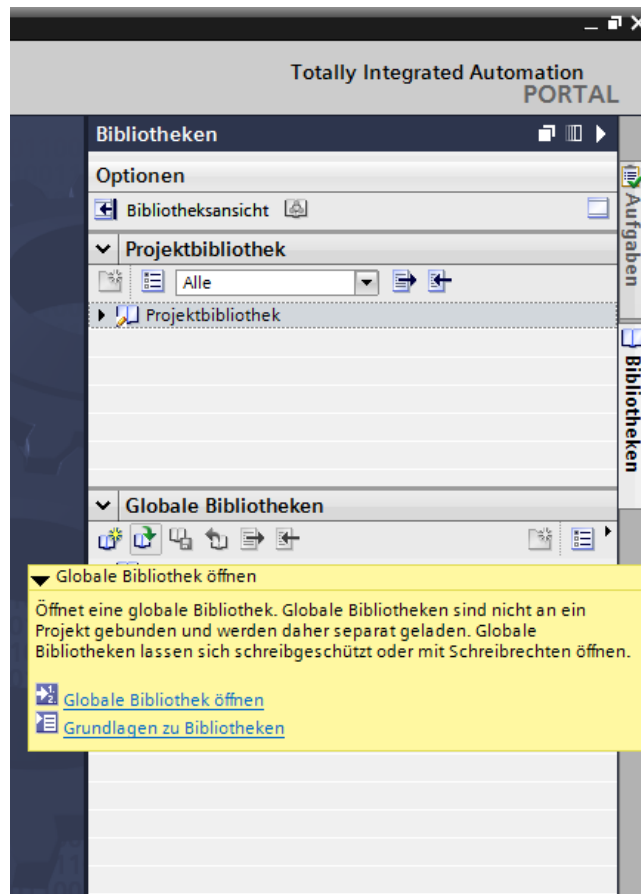 Totally Integrated Automation
PORTAL
Bibliotheken
Optionen
Bibliotheksansicht
Projektbibliothek
Alle
Projektbibliothek
Globale Bibliotheken
Globale Bibliothek öffnen
Öffnet eine globale Bibliothek. Globale Bibliotheken sind nicht an ein
Projekt gebunden und werden daher separat geladen. Globale
Bibliotheken lassen sich schreibgeschützt oder mit Schreibrechten öffnen.
Globale Bibliothek öffnen
Grundlagen zu Bibliotheken
Aufgaben
Bibliotheken